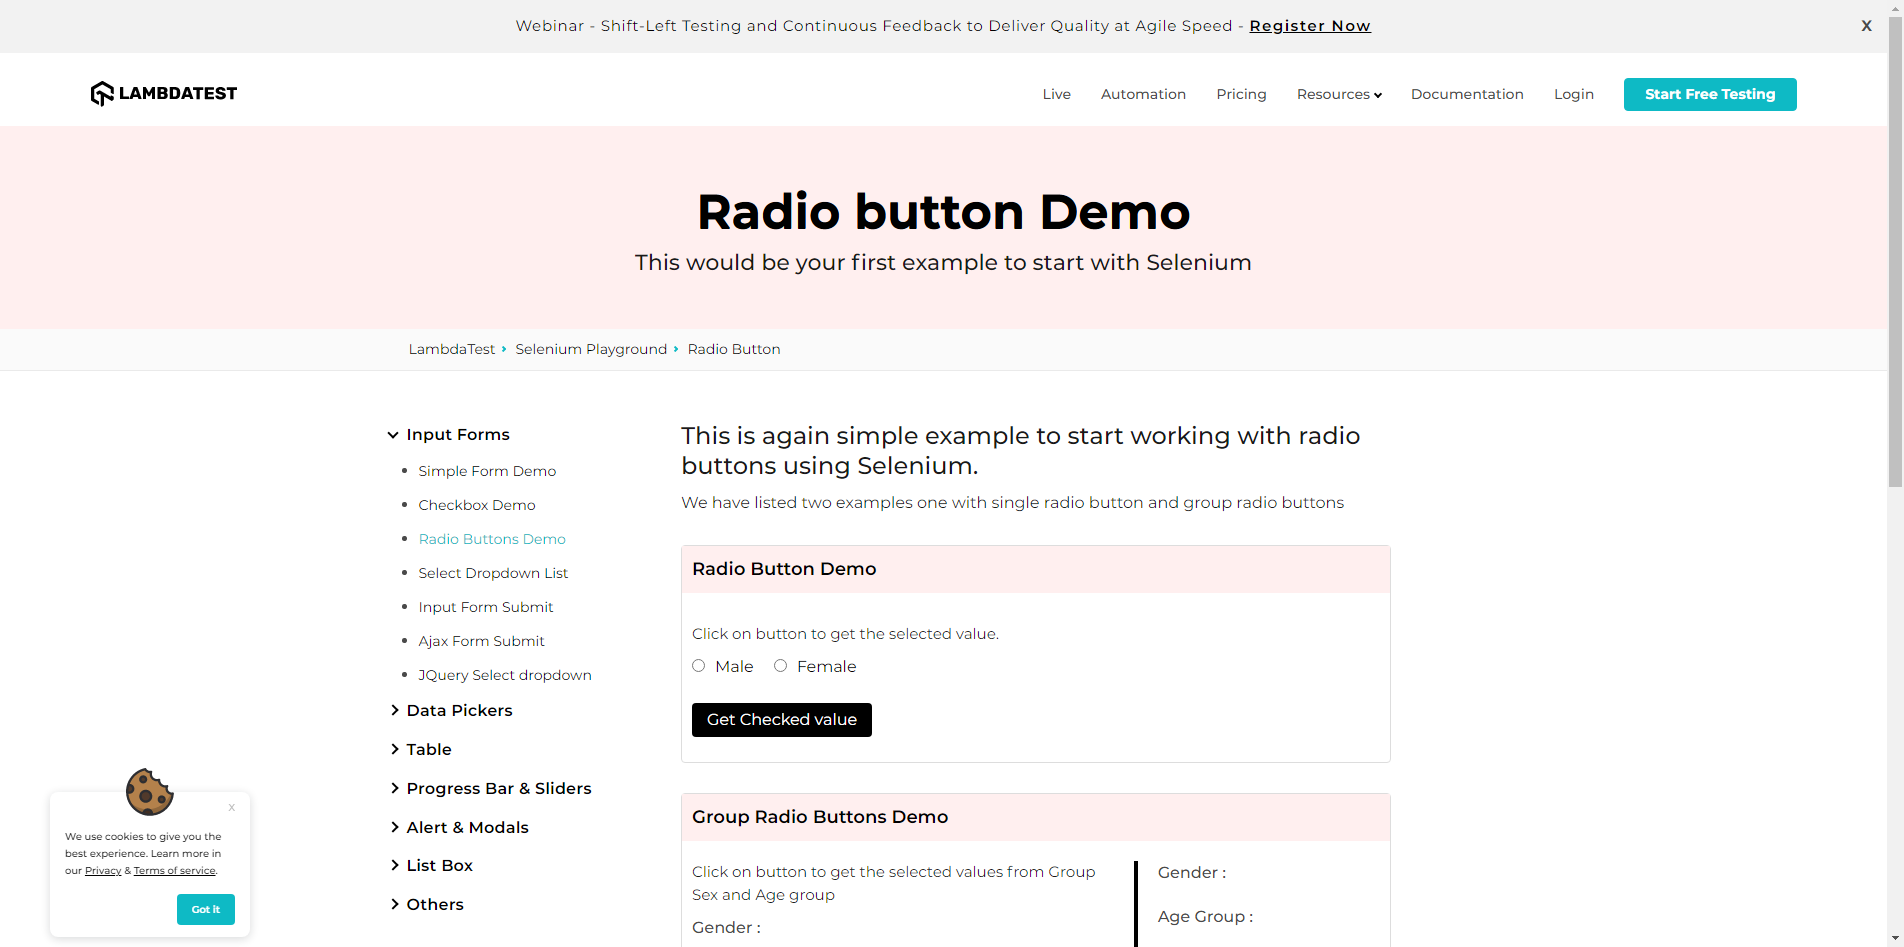 Webinar - Shift-Left Testing and Continuous Feedback to Deliver Quality at Agile Speed - Register Now
X
LAMBDATEST
Live Automation Pricing Resources Documentation Login Start Free Testing
Radio button Demo
This would be your first example to start with Selenium
LambdaTest Selenium Playground Radio Button
Input Forms
Simple Form Demo
Checkbox Demo
Radio Buttons Demo
Select Dropdown List
Input Form Submit
Ajax Form Submit
JQuery Select dropdown
Data Pickers
Table
Progress Bar & Sliders
Alert & Modals
List Box
Others
This is again simple example to start working with radio
buttons using Selenium.
We have listed two examples one with single radio button and group radio buttons
Radio Button Demo
Click on button to get the selected value.
Male Female
Get Checked value
Group Radio Buttons Demo
Click on button to get the selected values from Group
Sex and Age group
Gender :
Gender :
Age Group :
X
We use cookies to give you the
best experience. Learn more in
our Privacy & Terms of service.
Got it